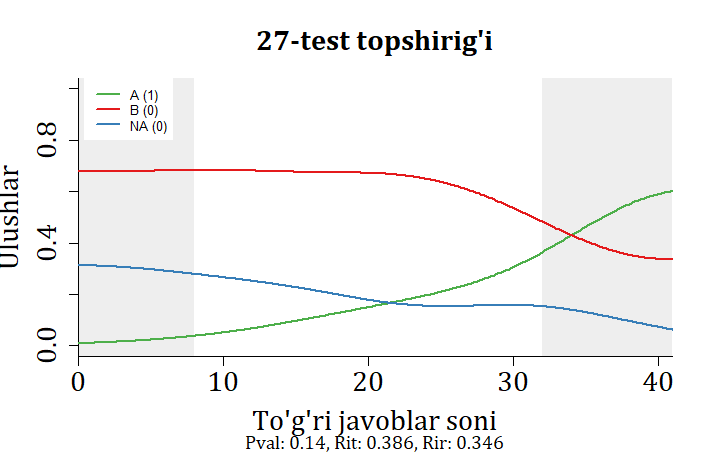 27-test topshirig'i
A (1)
B (0)
NA (0)
Ulushlar
0.0
0.4
0.8
0
10
20
30
40
To'g'ri javoblar soni
Pval: 0.14, Rit: 0.386, Rir: 0.346